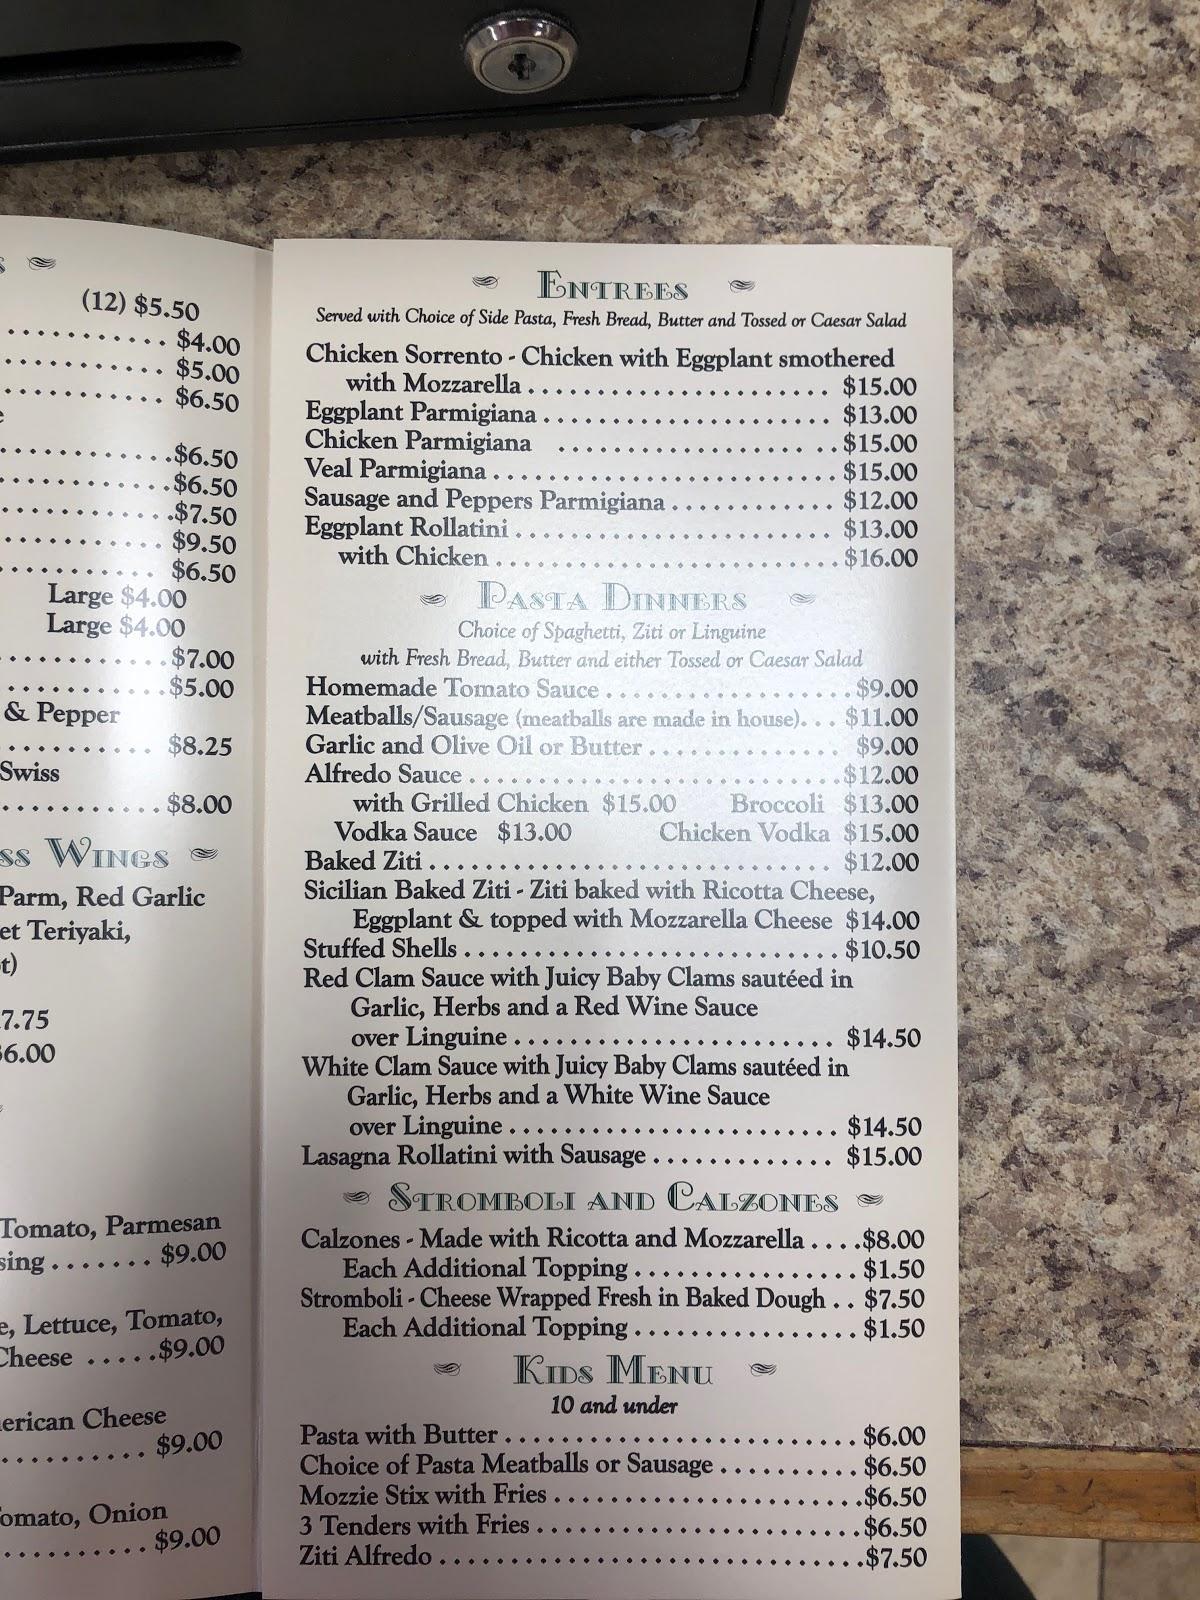 (12) $5.50
$4.00
$5.00
$6.50
$6.50
$6.50
$7.50
$9.50
$6.50
Large $4.00
Large $4.00
$7.00
$5.00
& Pepper
$8.25
Swiss
$8.00
Wings
Parm, Red Garlic
Teriyaki,
7.75
6.00
Tomato, Parmesan
$9.00
Lettuce, Tomato,
Cheese .....$9.00
Cheese
$9.00
Onion
$9.00
Entrees
Served with Choice of Side Pasta, Fresh Bread, Butter and Tossed or Caesar Salad
Chicken Sorrento - Chicken with Eggplant smothered
with Mozzarella ........................ $15.00
Eggplant Parmigiana ....................... $13.00
Chicken Parmigiana ....................... $15.00
Veal Parmigiana ........................... $15.00
Sausage and Peppers Parmigiana ............. $12.00
Eggplant Rollatini ......................... $13.00
with Chicken ............................ $16.00
Pasta Dinners
Choice of Spaghetti, Ziti or Linguine
with Fresh Bread, Butter and either Tossed or Caesar Salad
Homemade Tomato Sauce .................... $9.00
Meatballs/Sausage (meatballs are made in house). . . $11.00
Garlic and Olive Oil or Butter ............... $9.00
Alfredo Sauce .............................. $12.00
with Grilled Chicken $15.00 Broccoli $13.00
Vodka Sauce $13.00 Chicken Vodka $15.00
Baked Ziti ................................. $12.00
Sicilian Baked Ziti - Ziti baked with Ricotta Cheese,
Eggplant & topped with Mozzarella Cheese $14.00
Stuffed Shells .............................. $10.50
Red Clam Sauce with Juicy Baby Clams sautéed in
Garlic, Herbs and a Red Wine Sauce
over Linguine .......................... $14.50
White Clam Sauce with Juicy Baby Clams sautéed in
Garlic, Herbs and a White Wine Sauce
over Linguine .......................... $14.50
Lasagna Rollatini with Sausage ............. $15.00
Stromboli and Calzones
Calzones - Made with Ricotta and Mozzarella ....$8.00
Each Additional Topping .................. $1.50
Stromboli - Cheese Wrapped Fresh in Baked Dough .. $7.50
Each Additional Topping .................. $1.50
Kids Menu
10 and under
Pasta with Butter ........................... $6.00
Choice of Pasta Meatballs or Sausage .......... $6.50
Mozzie Stix with Fries ........................$6.50
3 Tenders with Fries .........................$6.50
Ziti Alfredo .................................$7.50